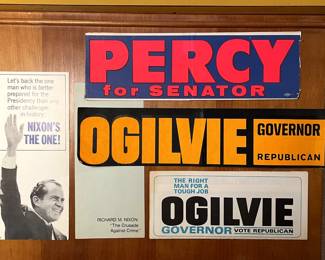 Let's back the one
man who is better
prepared for the
Presidency than any
other challenger
in history:
NIXON'S
THE ONE!
RICHARD M. NIXON:
"The Crusade
Against Crime"
PERCY
for SENATOR
OGILVIE
GOVERNOR
REPUBLICAN
THE RIGHT
MAN FOR A
TOUGH JOB
OGILVIE
GOVERNOR VOTE REPUBLICAN